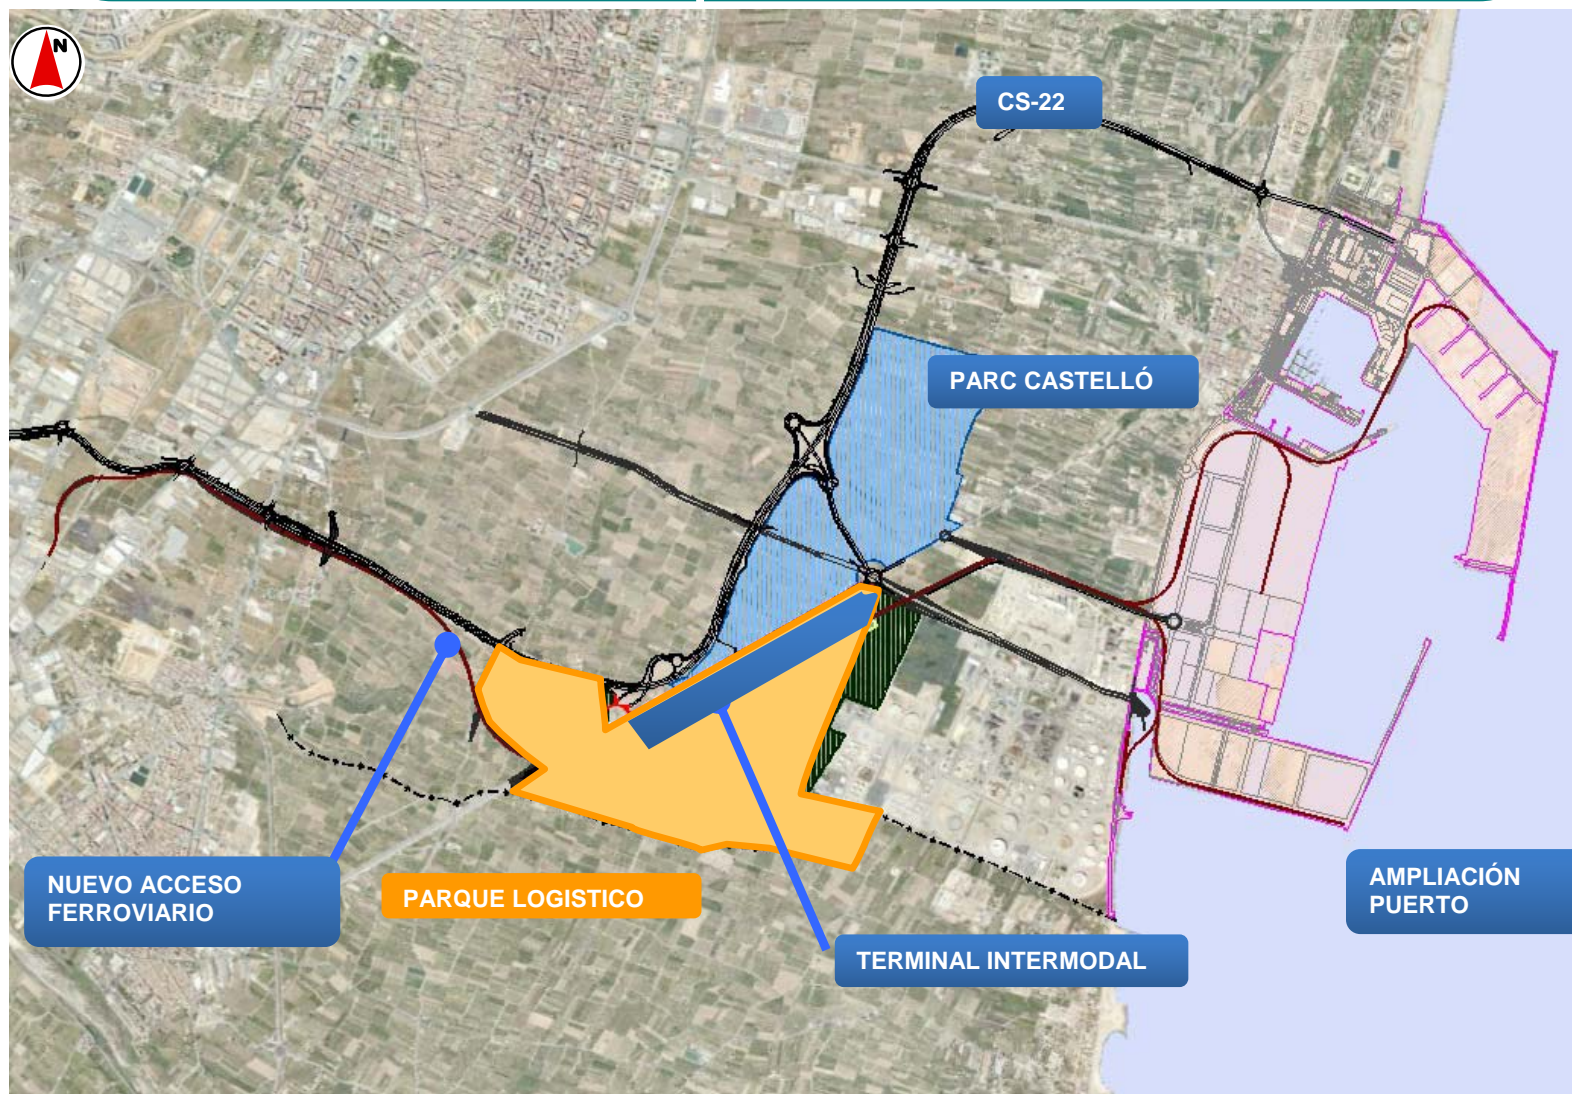 N
CS-22
PARC CASTELLÓ
NUEVO ACCESO
FERROVIARIO
PARQUE LOGISTICO
AMPLIACIÓN
PUERTO
TERMINAL INTERMODAL